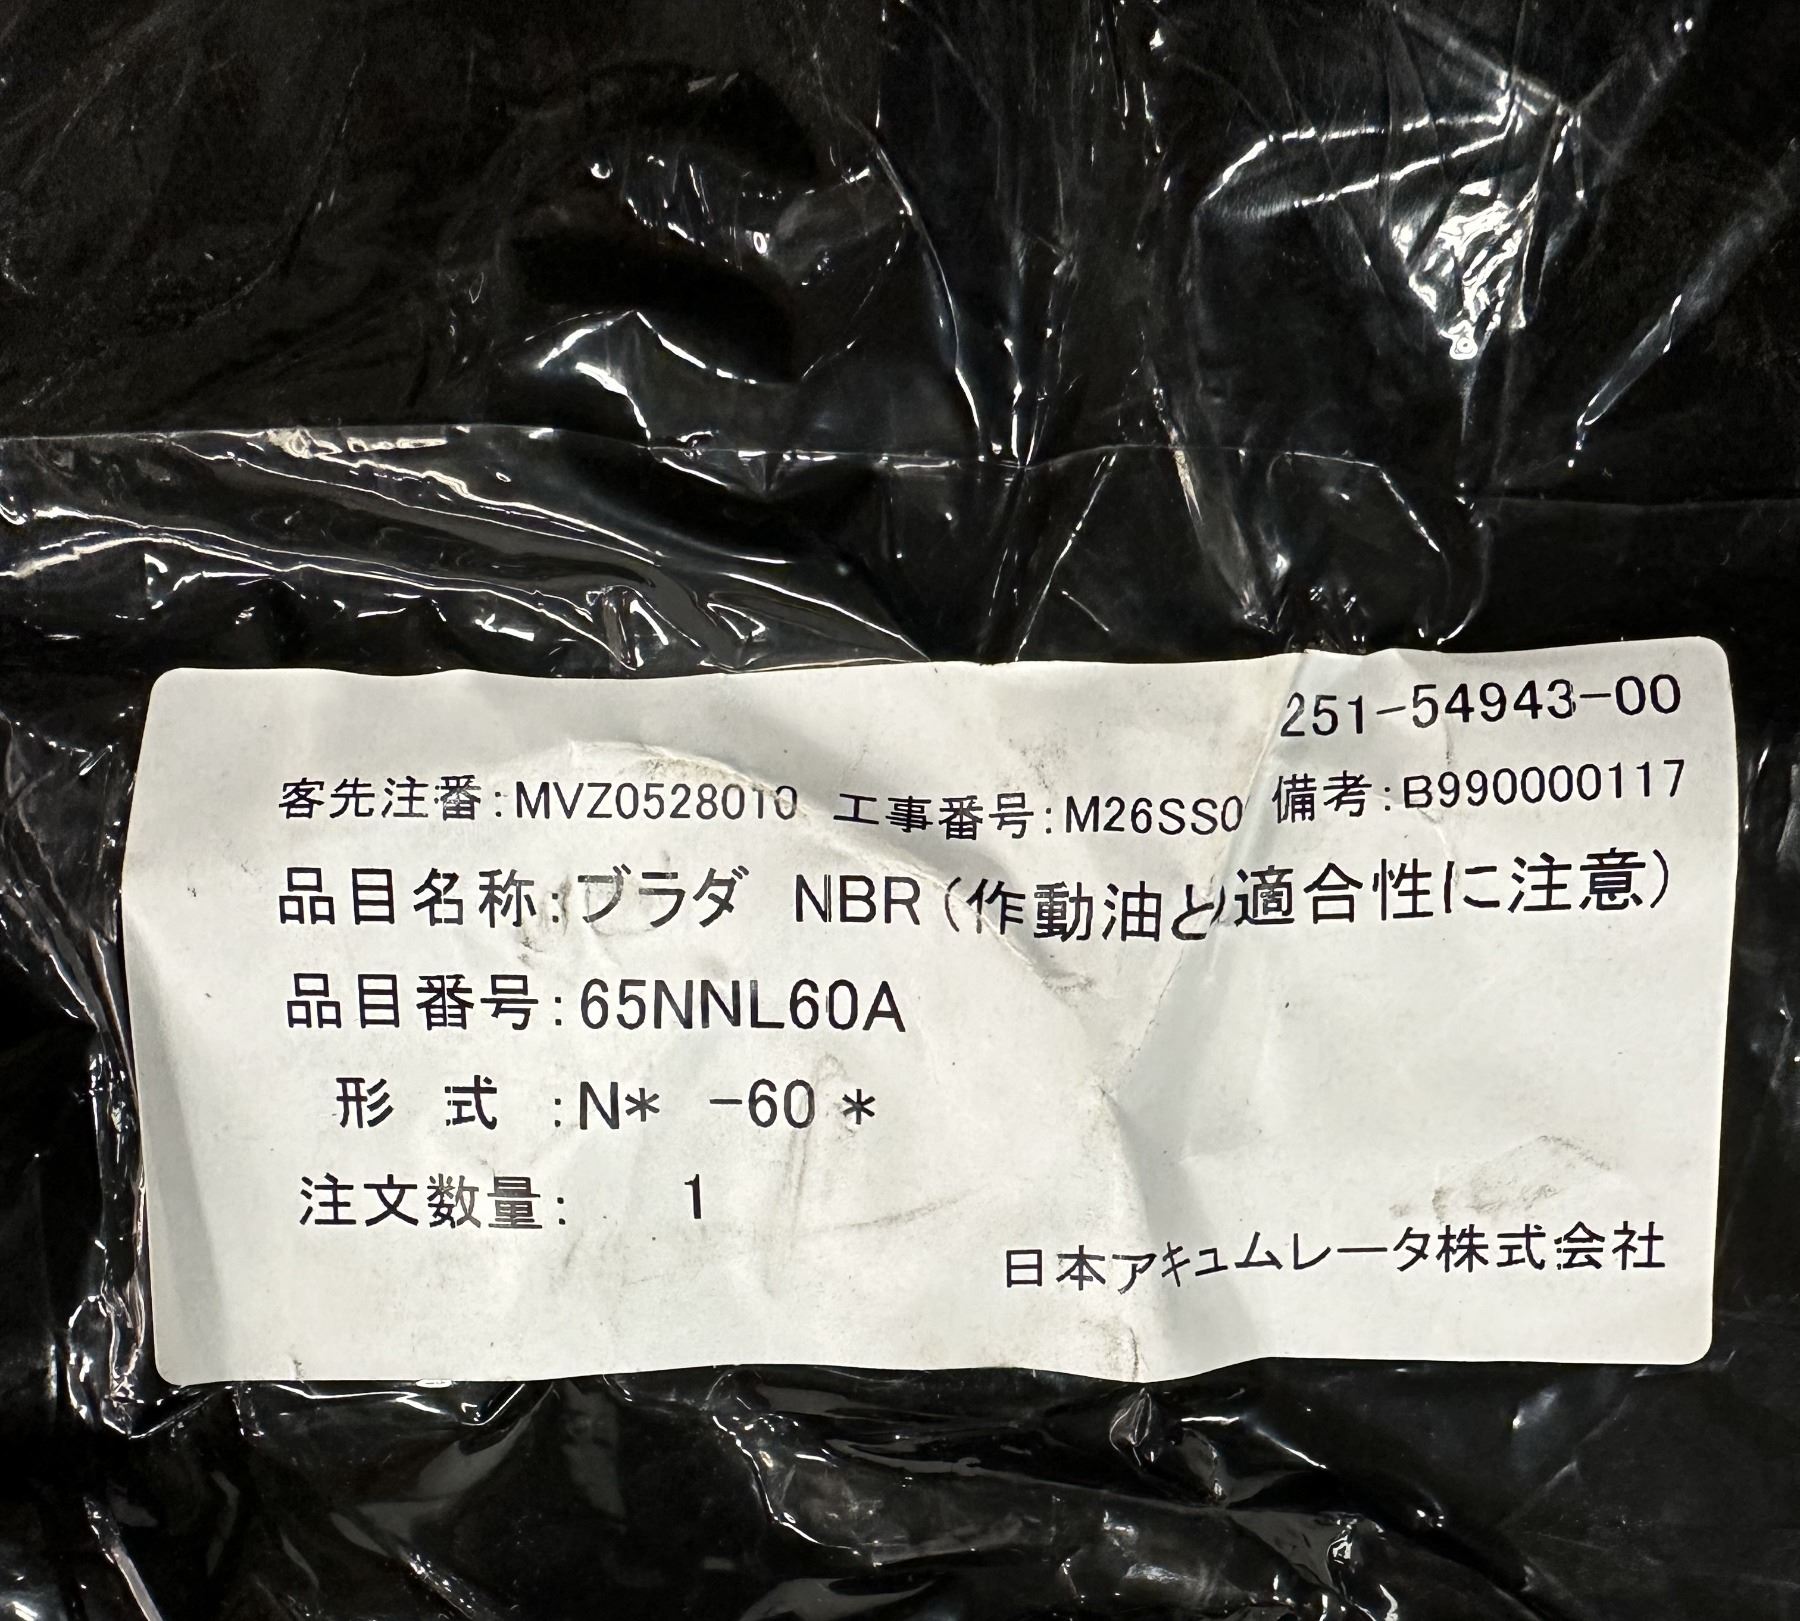 251-54943-00
客先注番:MVZ0528010 工事番号:M26SS0 備考:B990000117
品目名称:ブラダ NBR(作動油と適合性に注意)
品目番号:65NNL60A
形 式 :N* -60 *
注文数量: 1
日本アキュムレータ株式会社